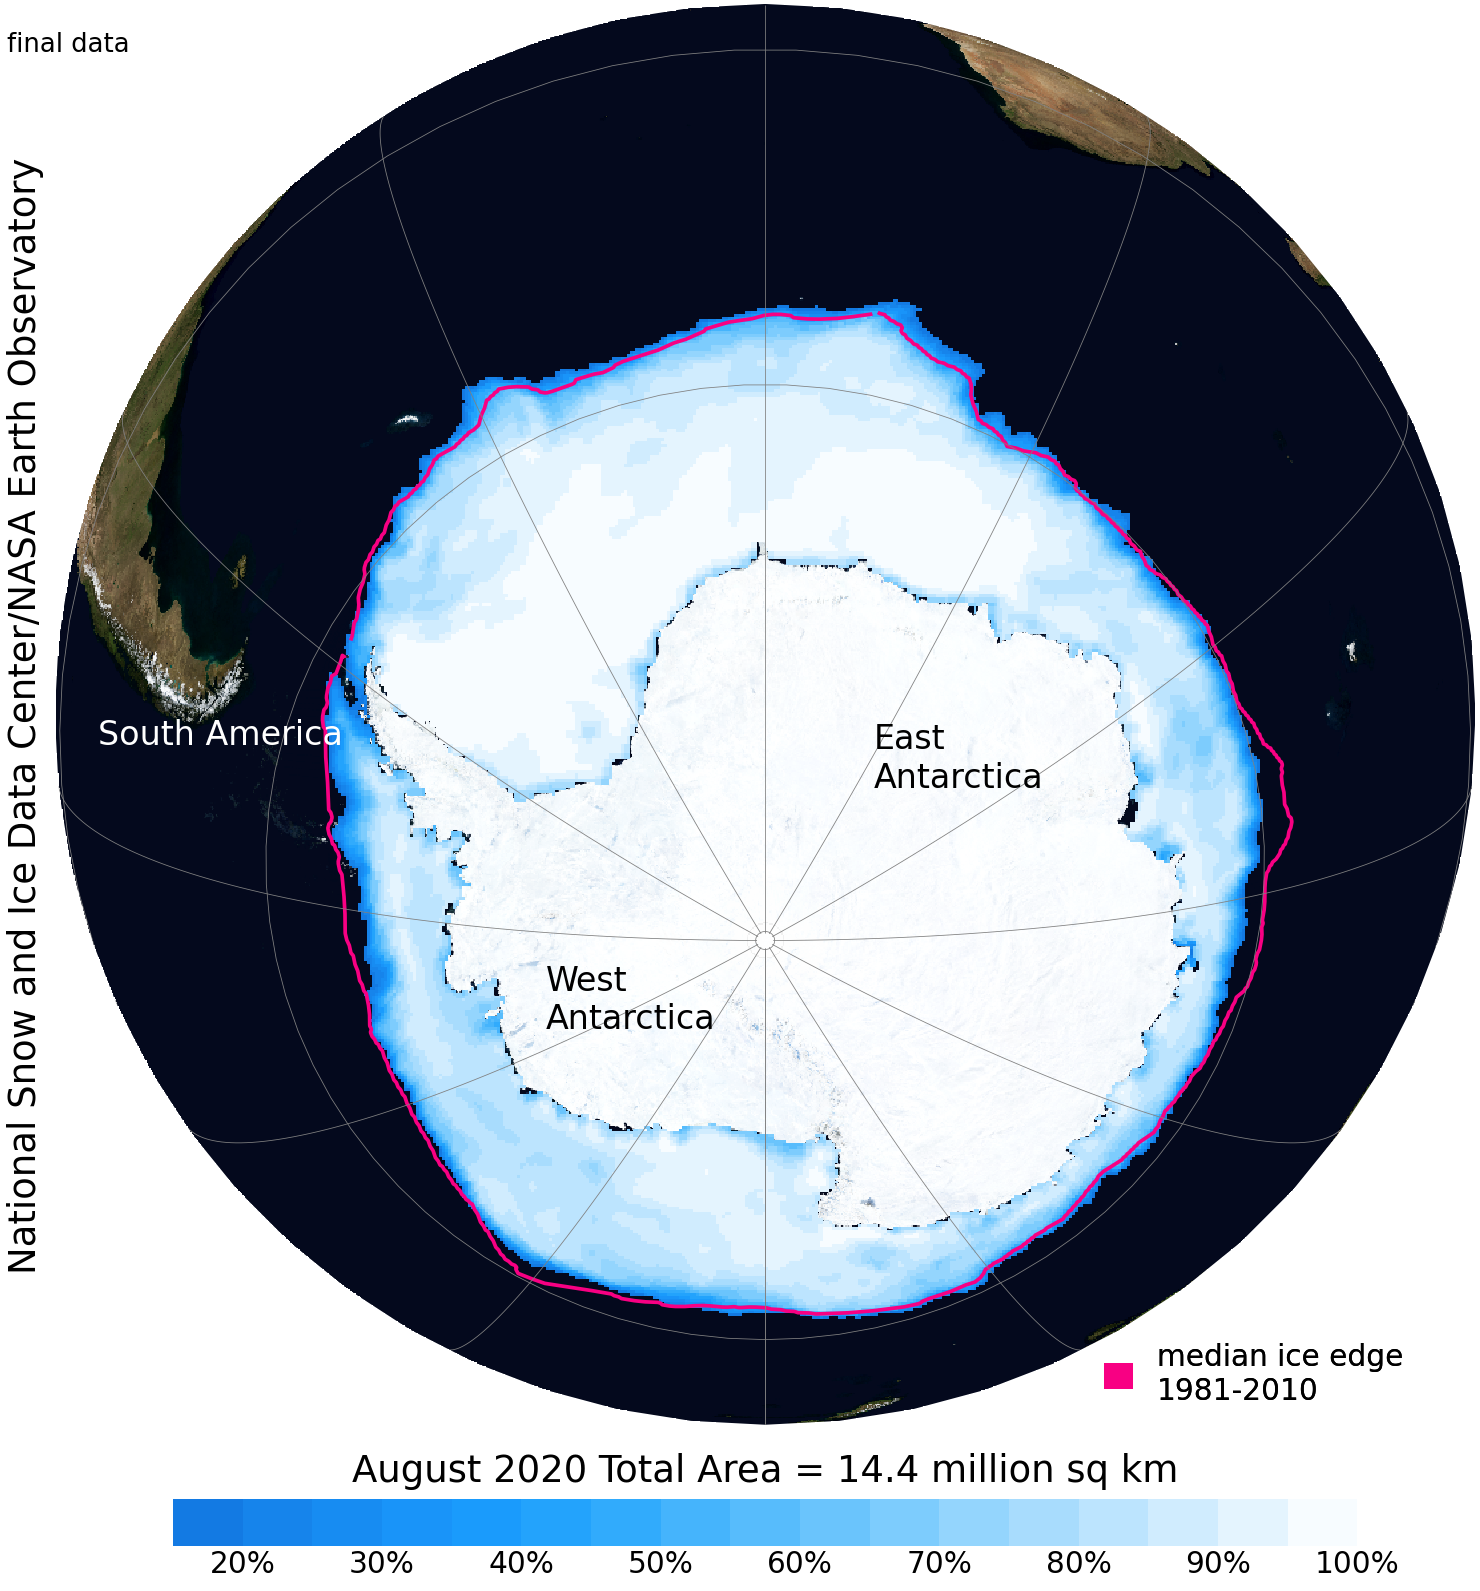 final data
National Snow and Ice Data Center/NASA Earth Observatory
South America
East
Antarctica
West
Antarctica
median ice edge
1981-2010
August 2020 Total Area = 14.4 million sq km
20% 30% 40% 50% 60% 70% 80% 90% 100%